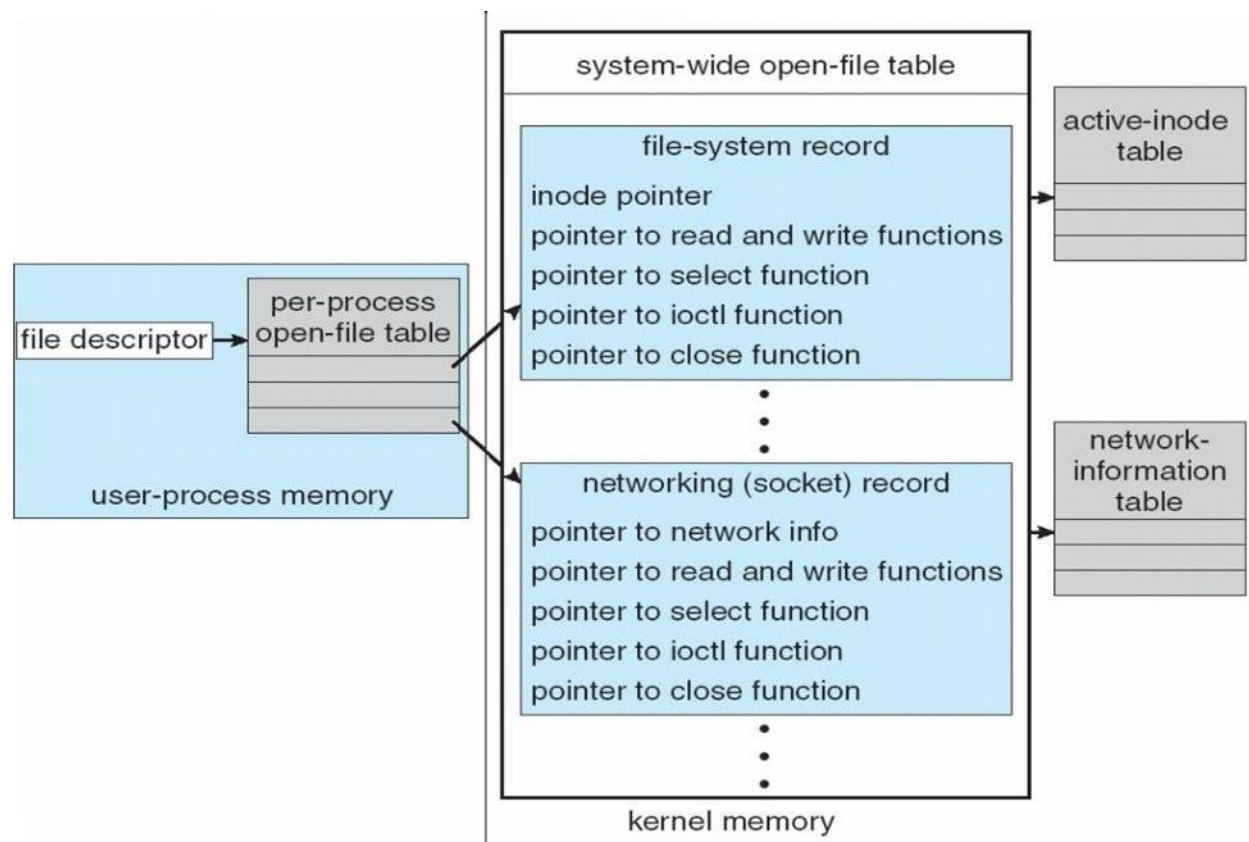 file descriptor
per-process
open-file table
user-process memory
system-wide open-file table
file-system record
inode pointer
pointer to read and write functions
pointer to select function
pointer to ioctl function
pointer to close function
networking (socket) record
pointer to network info
pointer to read and write functions
pointer to select function
pointer to ioctl function
pointer to close function
kernel memory
active-inode
table
network-
information
table